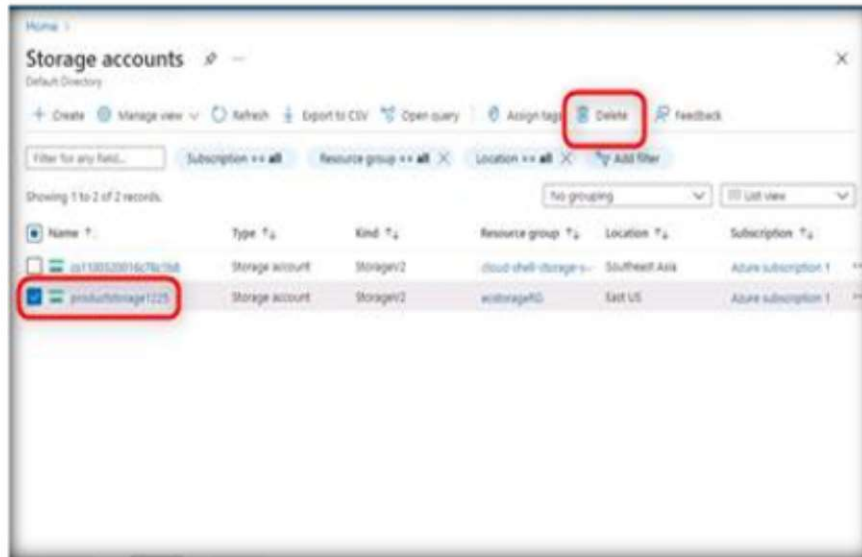 Home >
Storage accounts
Default Directory
+ Create Manage view Refresh Export to CSV Open query Assign tags Delete Feedback
Filter for any field... Subscription == all Resource group == all Location == all Add filter
Showing 1 to 2 of 2 records.
No grouping List view
Name Type Kind Resource group Location Subscription
Storage account StorageV2 cloud-shell-storage-s... Southeast Asia Azure subscription 1
productstorage1225 Storage account StorageV2 East US Azure subscription 1